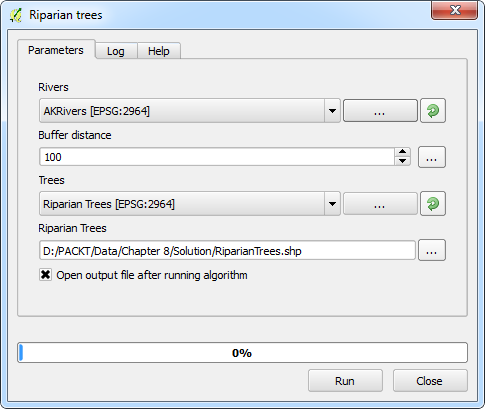 Riparian trees
Parameters Log Help
Rivers
AKRivers [EPSG:2964] ...
Buffer distance
100 ...
Trees
Riparian Trees [EPSG:2964] ...
Riparian Trees
D:/PACKT/Data/Chapter 8/Solution/RiparianTrees.shp ...
Open output file after running algorithm
0%
Run Close